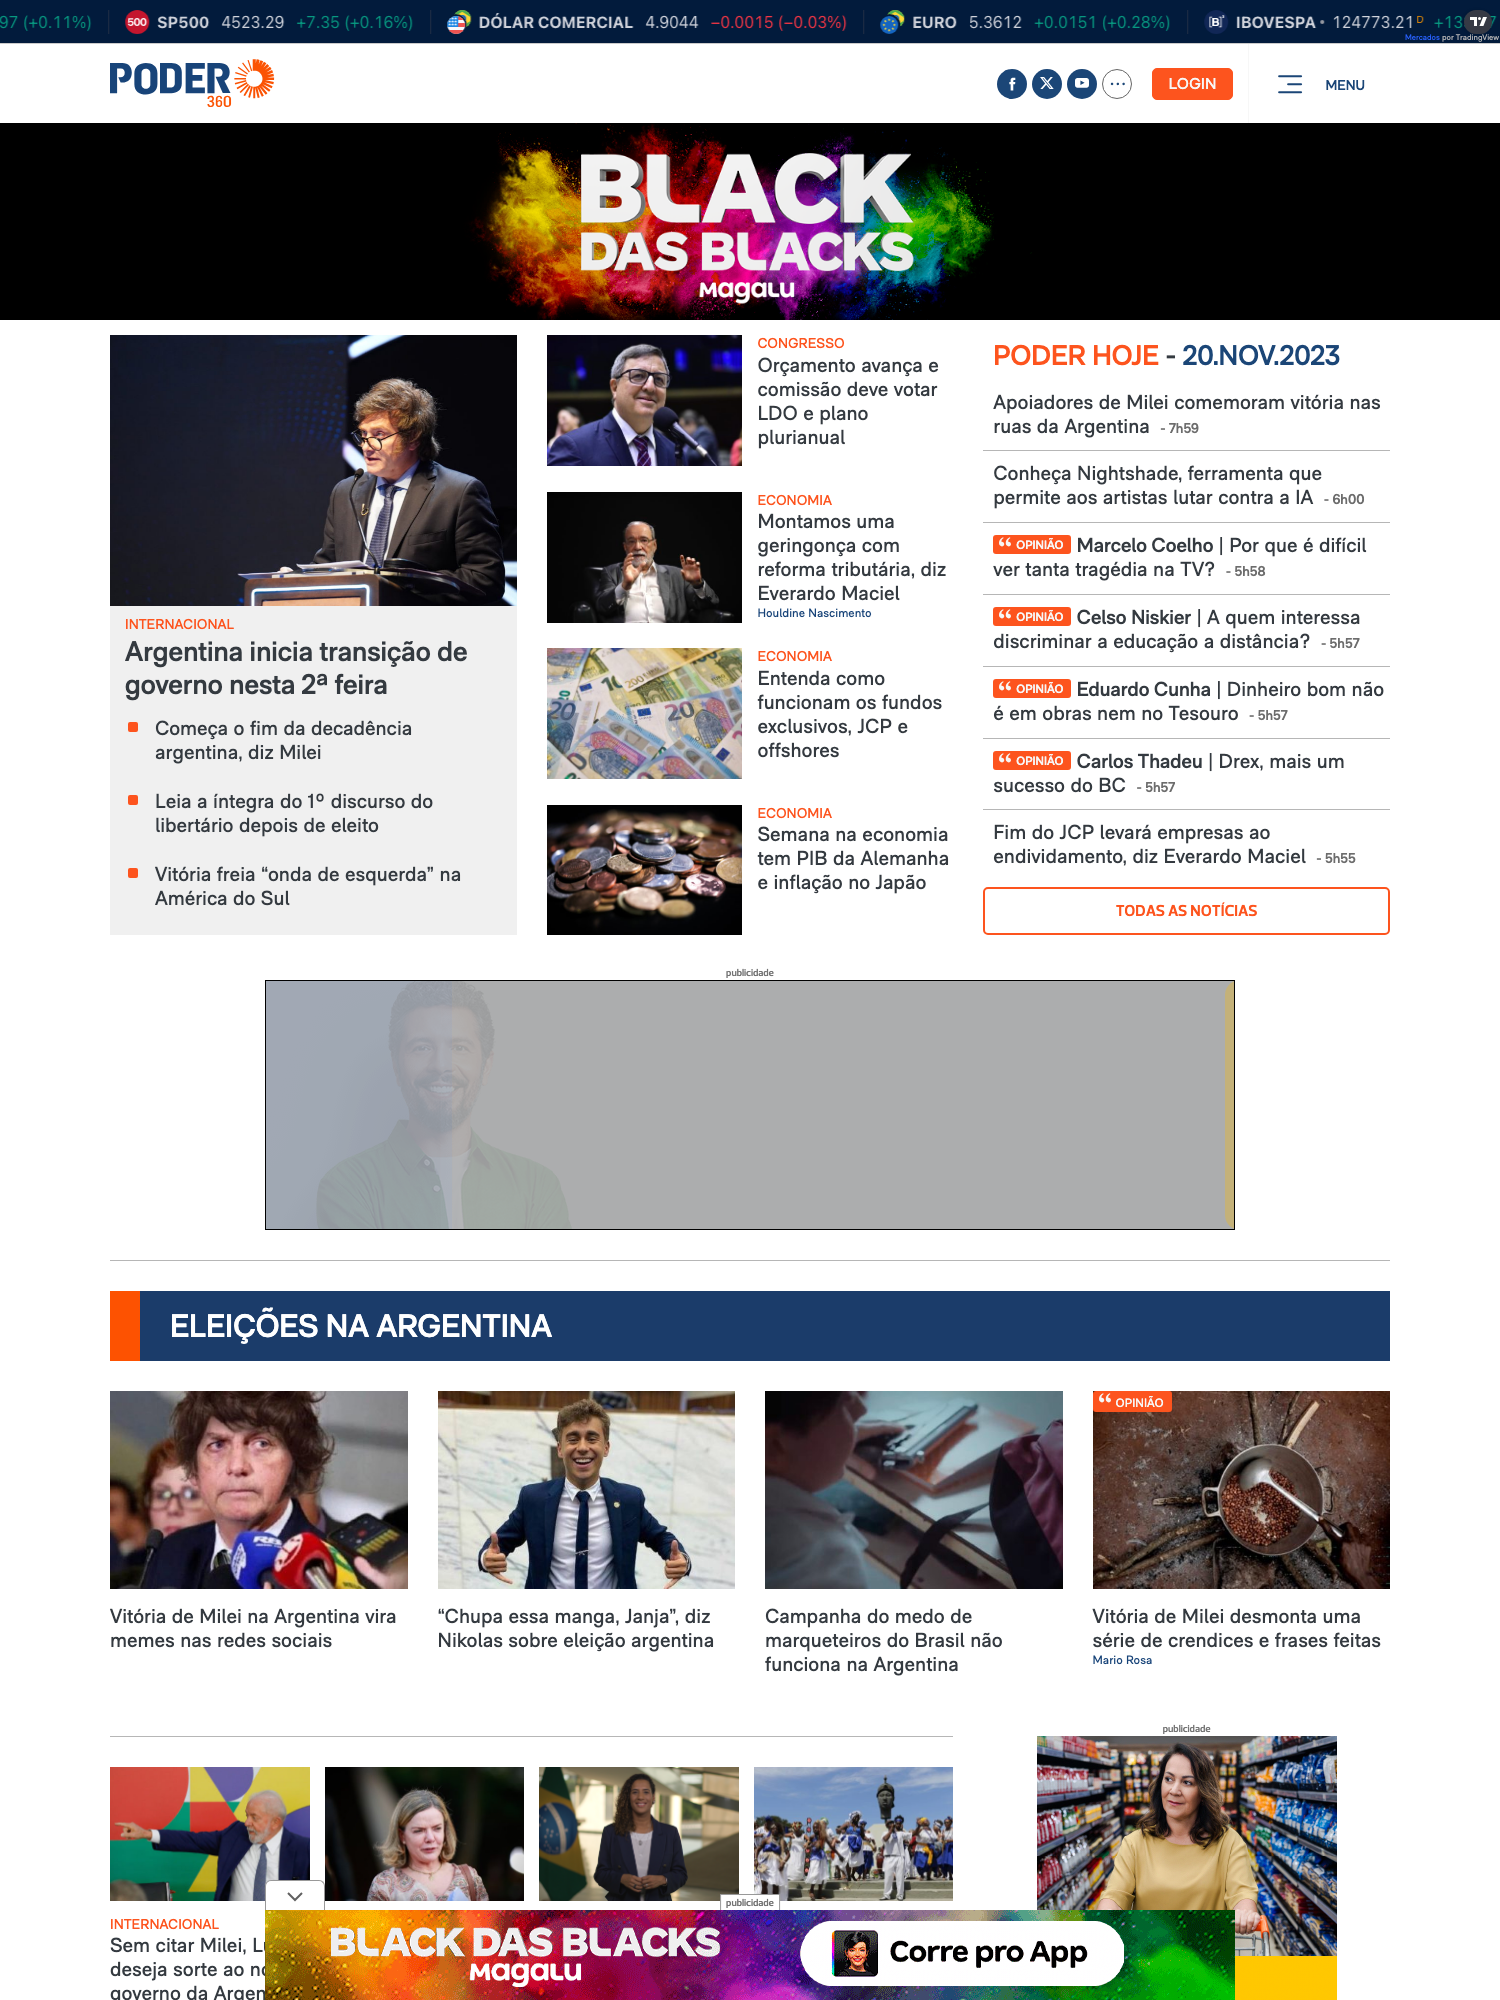 97 (+0.11%)
500 SP500 4523.29 +7.35 (+0.16%)
DÓLAR COMERCIAL 4.9044 −0.0015 (−0.03%)
EURO 5.3612 +0.0151 (+0.28%)
IBOVESPA • 124773.21 D
Mercados por TradingView
PODER
360
LOGIN
MENU
BLACK
DAS BLACKS
Magalu
INTERNACIONAL
Argentina inicia transição de
governo nesta 2ª feira
Começa o fim da decadência
argentina, diz Milei
Leia a íntegra do 1º discurso do
libertário depois de eleito
Vitória freia “onda de esquerda” na
América do Sul
CONGRESSO
Orçamento avança e
comissão deve votar
LDO e plano
plurianual
ECONOMIA
Montamos uma
geringonça com
reforma tributária, diz
Everardo Maciel
Houldine Nascimento
ECONOMIA
Entenda como
funcionam os fundos
exclusivos, JCP e
offshores
ECONOMIA
Semana na economia
tem PIB da Alemanha
e inflação no Japão
PODER HOJE - 20.NOV.2023
Apoiadores de Milei comemoram vitória nas
ruas da Argentina - 7h59
Conheça Nightshade, ferramenta que
permite aos artistas lutar contra a IA - 6h00
“ OPINIÃO Marcelo Coelho | Por que é difícil
ver tanta tragédia na TV? - 5h58
“ OPINIÃO Celso Niskier | A quem interessa
discriminar a educação a distância? - 5h57
“ OPINIÃO Eduardo Cunha | Dinheiro bom não
é em obras nem no Tesouro - 5h57
“ OPINIÃO Carlos Thadeu | Drex, mais um
sucesso do BC - 5h57
Fim do JCP levará empresas ao
endividamento, diz Everardo Maciel - 5h55
TODAS AS NOTÍCIAS
publicidade
ELEIÇÕES NA ARGENTINA
Vitória de Milei na Argentina vira
memes nas redes sociais
“Chupa essa manga, Janja”, diz
Nikolas sobre eleição argentina
Campanha do medo de
marqueteiros do Brasil não
funciona na Argentina
“ OPINIÃO
Vitória de Milei desmonta uma
série de crendices e frases feitas
Mario Rosa
publicidade
INTERNACIONAL
Sem citar Milei,
deseja sorte ao
governo da Argen
publicidade
BLACK DAS BLACKS
Magalu
Corre pro App